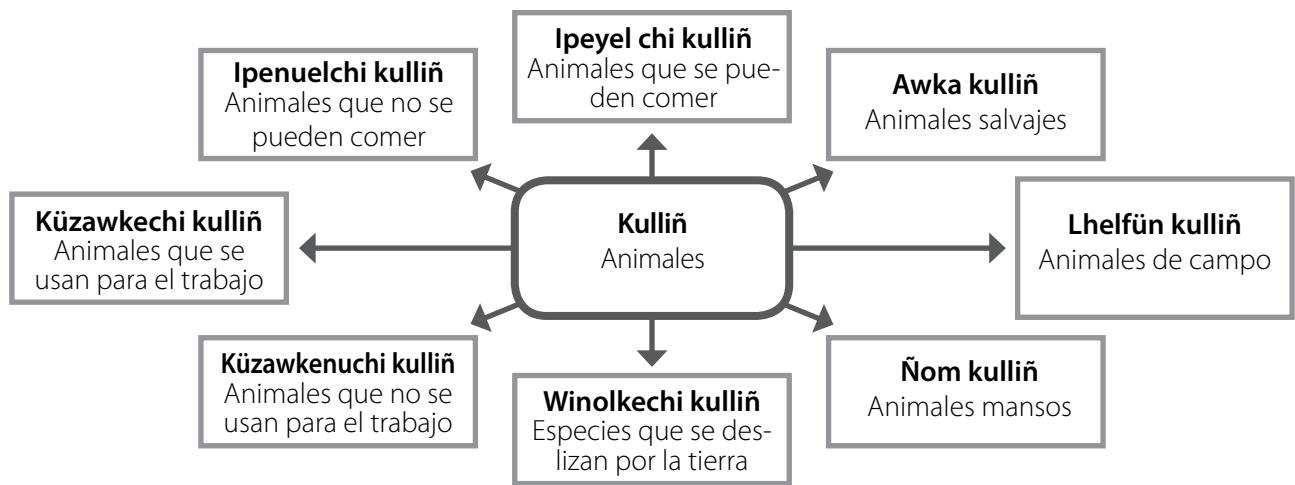 Ipeyel chi kulliñ
Animales que se pue-
den comer
Ipenuelchi kulliñ
Animales que no se
pueden comer
Awka kulliñ
Animales salvajes
Küzawkechi kulliñ
Animales que se
usan para el trabajo
Kulliñ
Animales
Lhelfün kulliñ
Animales de campo
Küzawkenuchi kulliñ
Animales que no se
usan para el trabajo
Winolkechi kulliñ
Especies que se des-
lizan por la tierra
Ñom kulliñ
Animales mansos